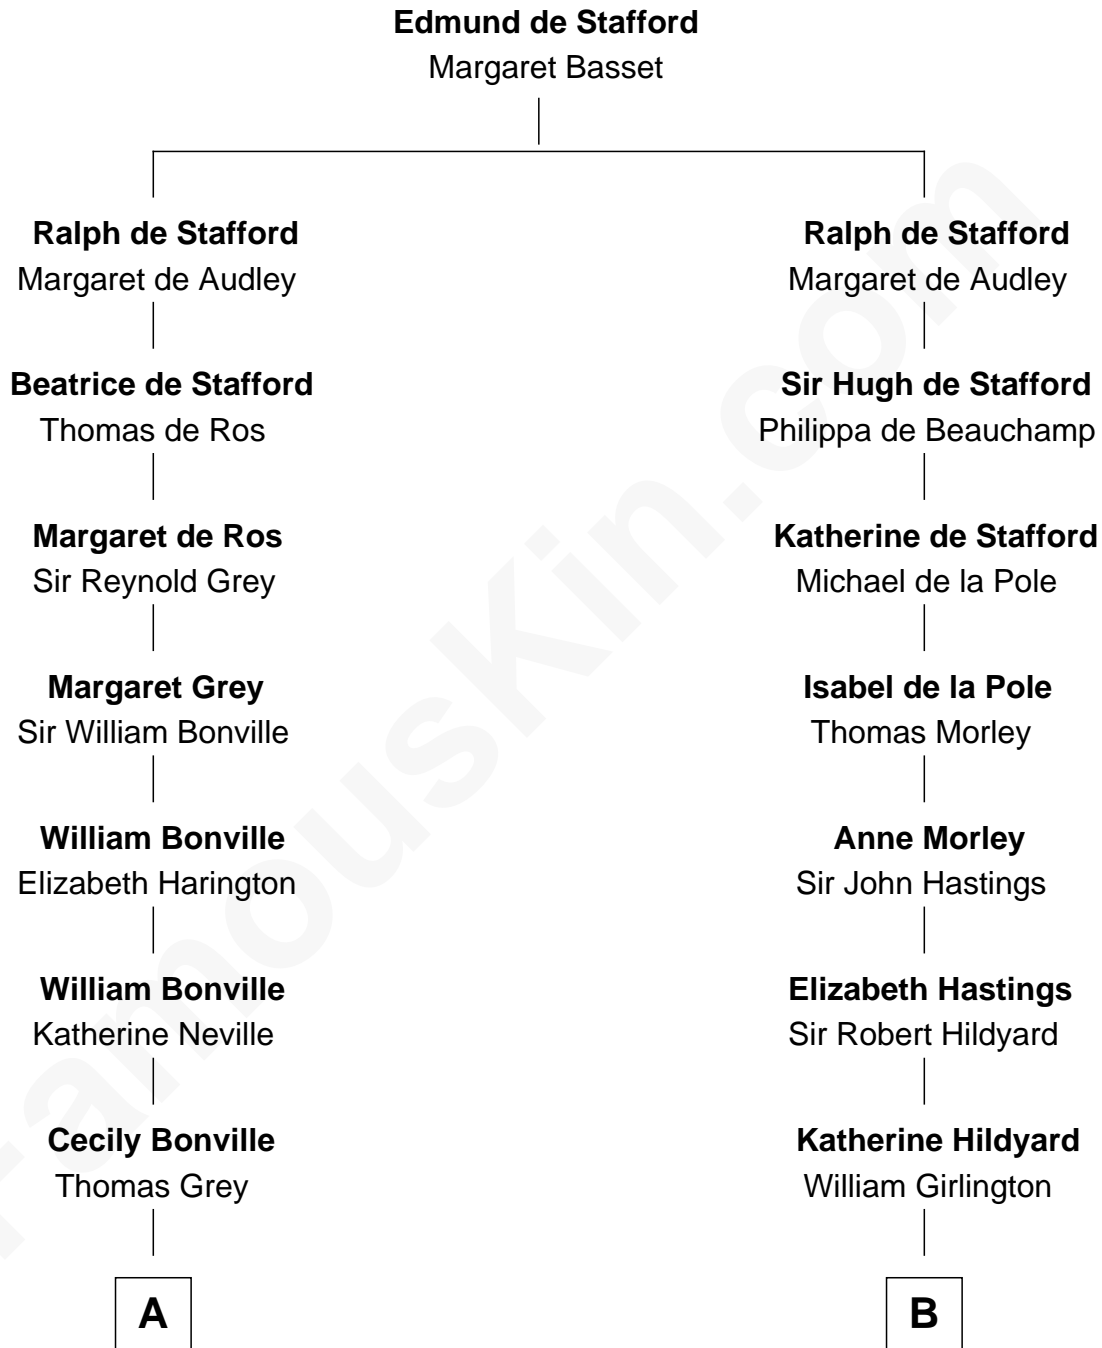 Edmund de Stafford
Margaret Basset
Ralph de Stafford
Margaret de Audley
Beatrice de Stafford
Thomas de Ros
Margaret de Ros
Sir Reynold Grey
Margaret Grey
Sir William Bonville
William Bonville
Elizabeth Harington
William Bonville
Katherine Neville
Cecily Bonville
Thomas Grey
A
Ralph de Stafford
Margaret de Audley
Sir Hugh de Stafford
Philippa de Beauchamp
Katherine de Stafford
Michael de la Pole
Isabel de la Pole
Thomas Morley
Anne Morley
Sir John Hastings
Elizabeth Hastings
Sir Robert Hildyard
Katherine Hildyard
William Girlington
B
FamousKin.com